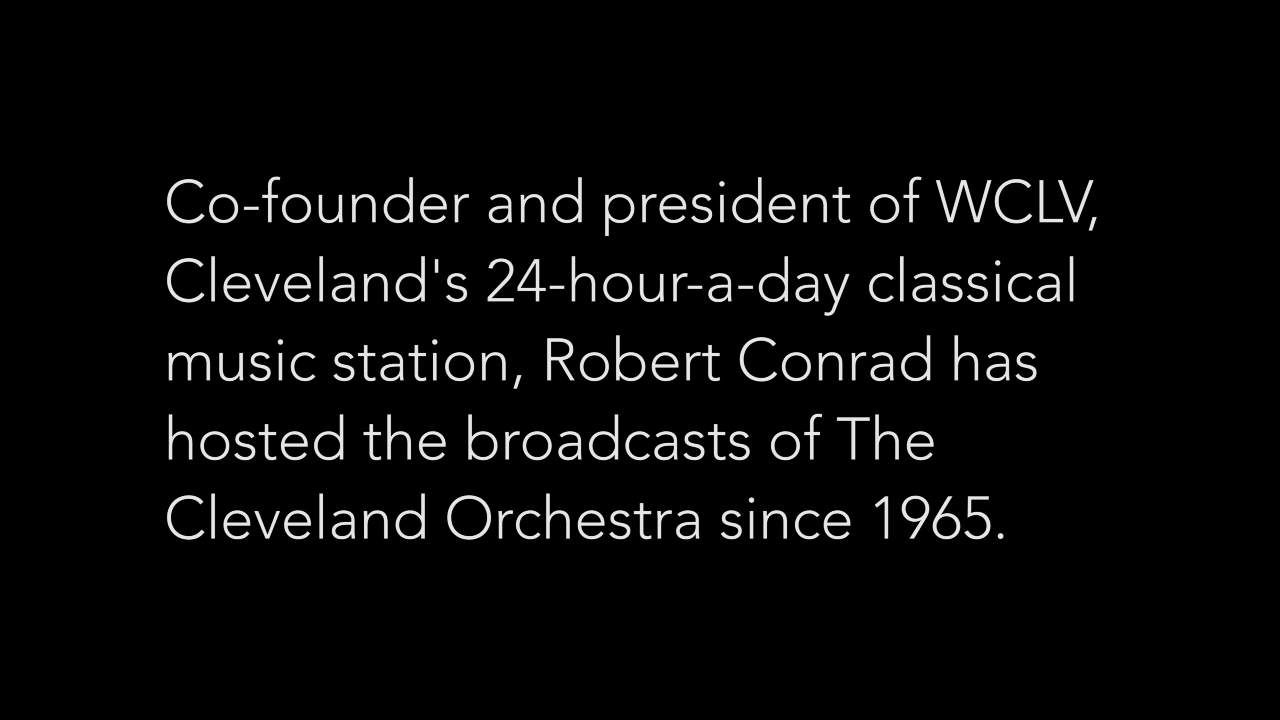 Co-founder and president of WCLV,
Cleveland's 24-hour-a-day classical
music station, Robert Conrad has
hosted the broadcasts of The
Cleveland Orchestra since 1965.